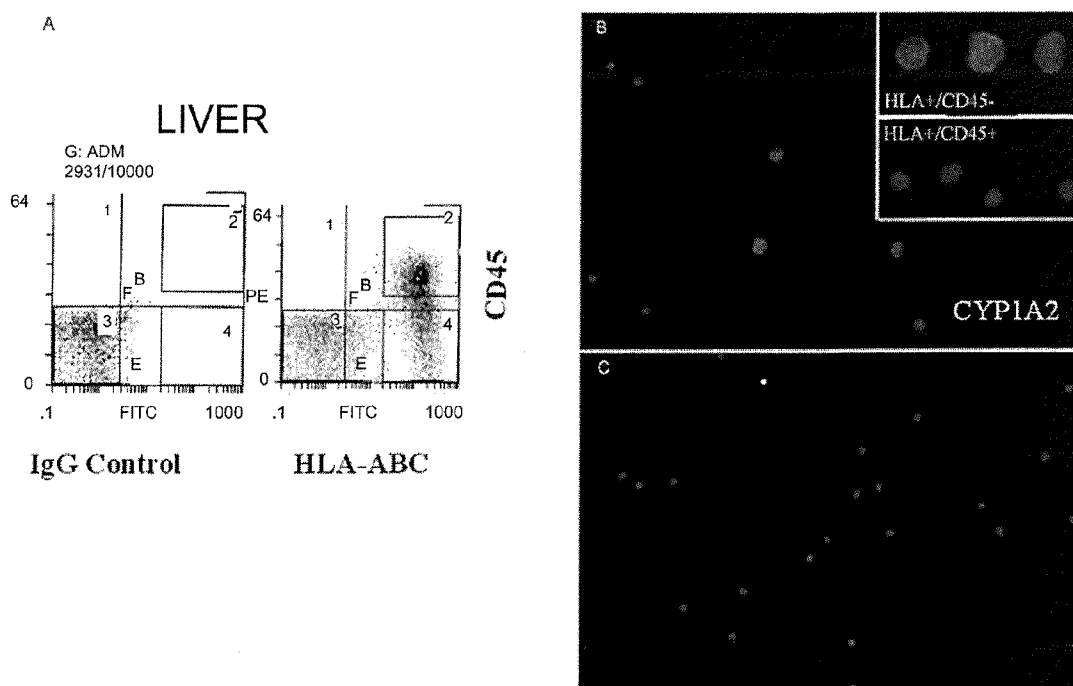 A
LIVER
G: ADM
2931/10000
64
1
2
B
F
3
4
E
0
.1
FITC
1000
IgG Control
64
1
2
B
F
PE
3
4
E
0
.1
FITC
1000
HLA-ABC
CD45
B
HLA+/CD45-
HLA+/CD45+
CYP1A2
C